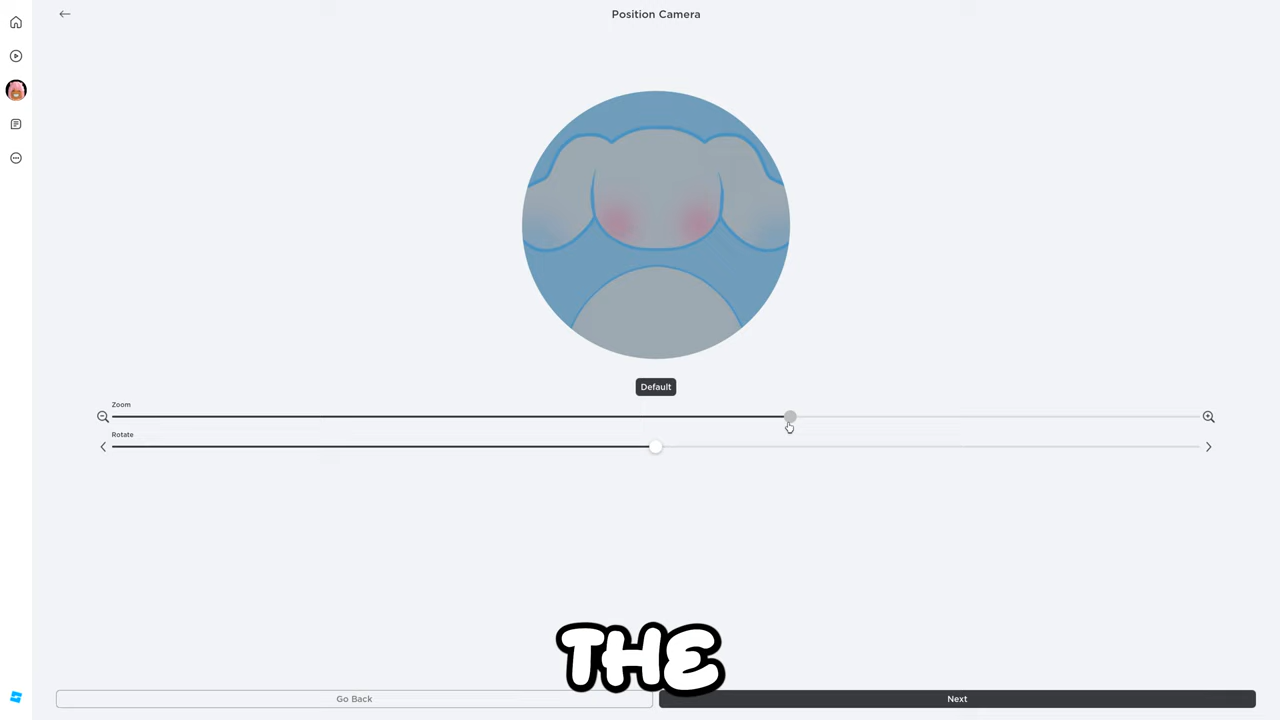 Position Camera
Default
Zoom
Rotate
THE
Go Back
Next